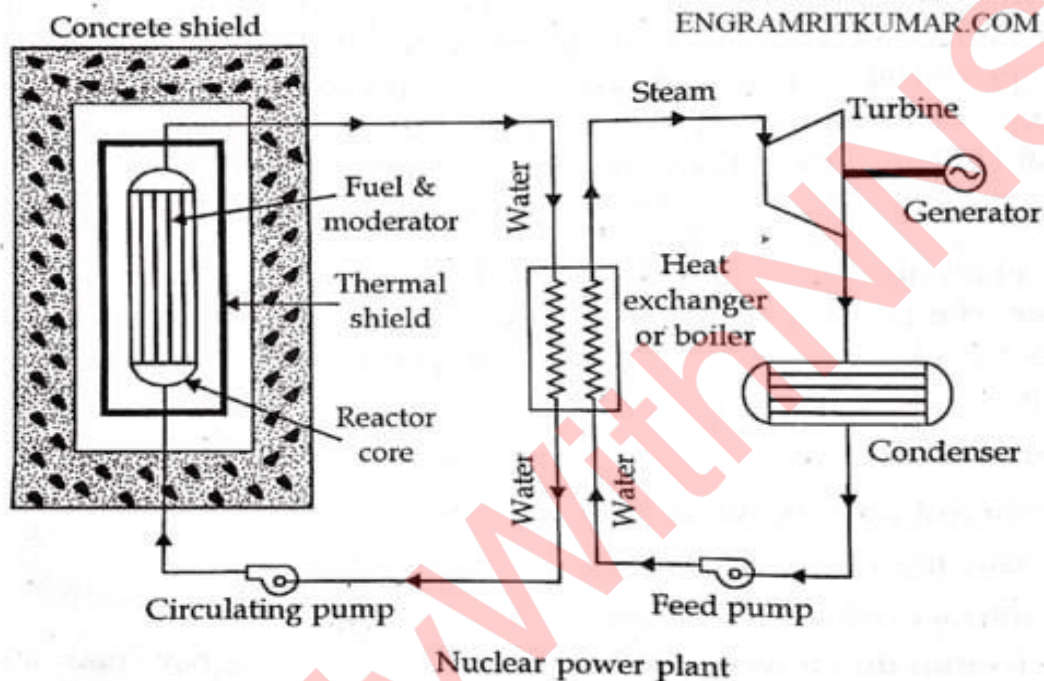 ENGRAMRITKUMAR.COM
Concrete shield
Steam
Turbine
Water
Fuel &
moderator
Generator
Heat
exchanger
or boiler
Thermal
shield
Reactor
core
Condenser
Water
Water
Circulating pump
Feed pump
Nuclear power plant
yWithNNS